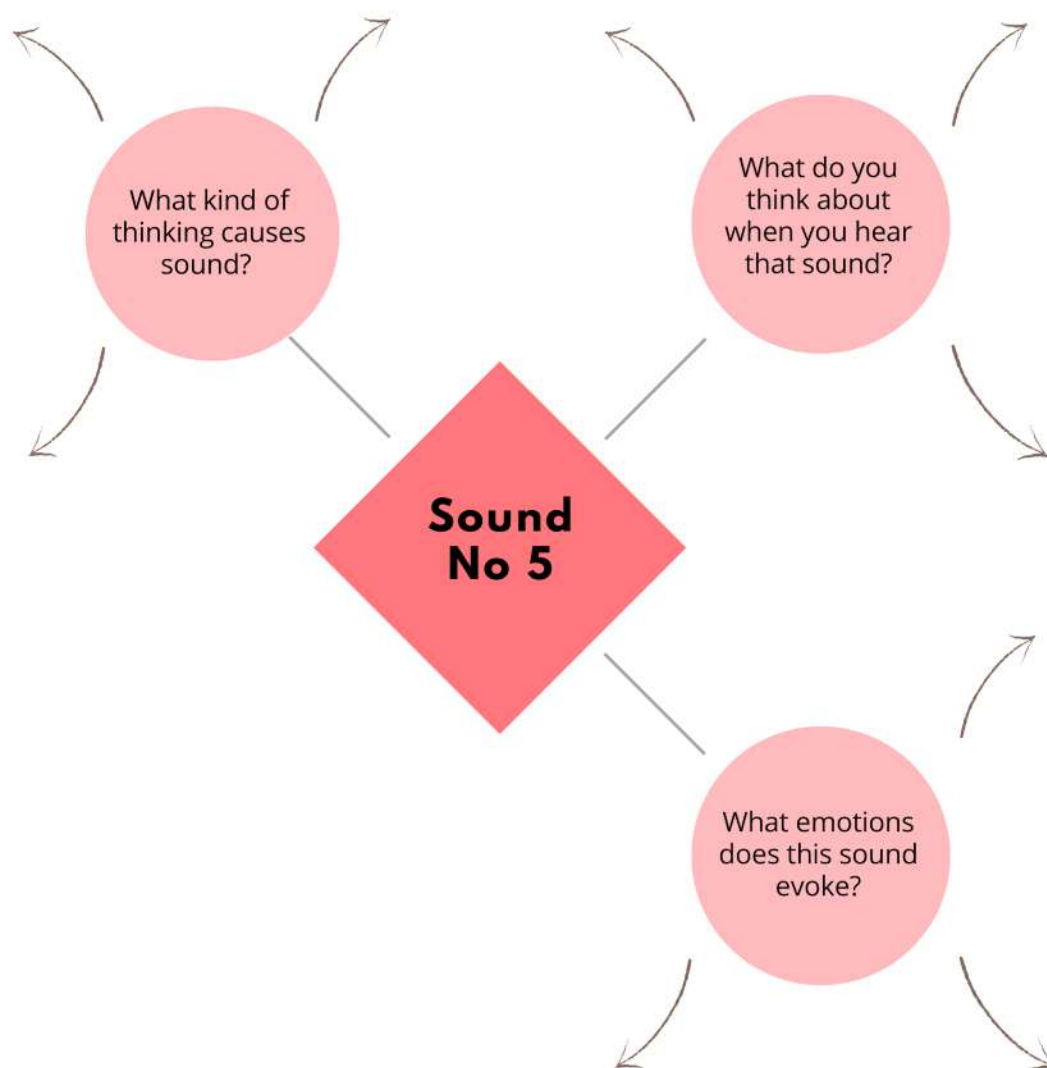 What kind of
thinking causes
sound?
What do you
think about
when you hear
that sound?
Sound
No 5
What emotions
does this sound
evoke?